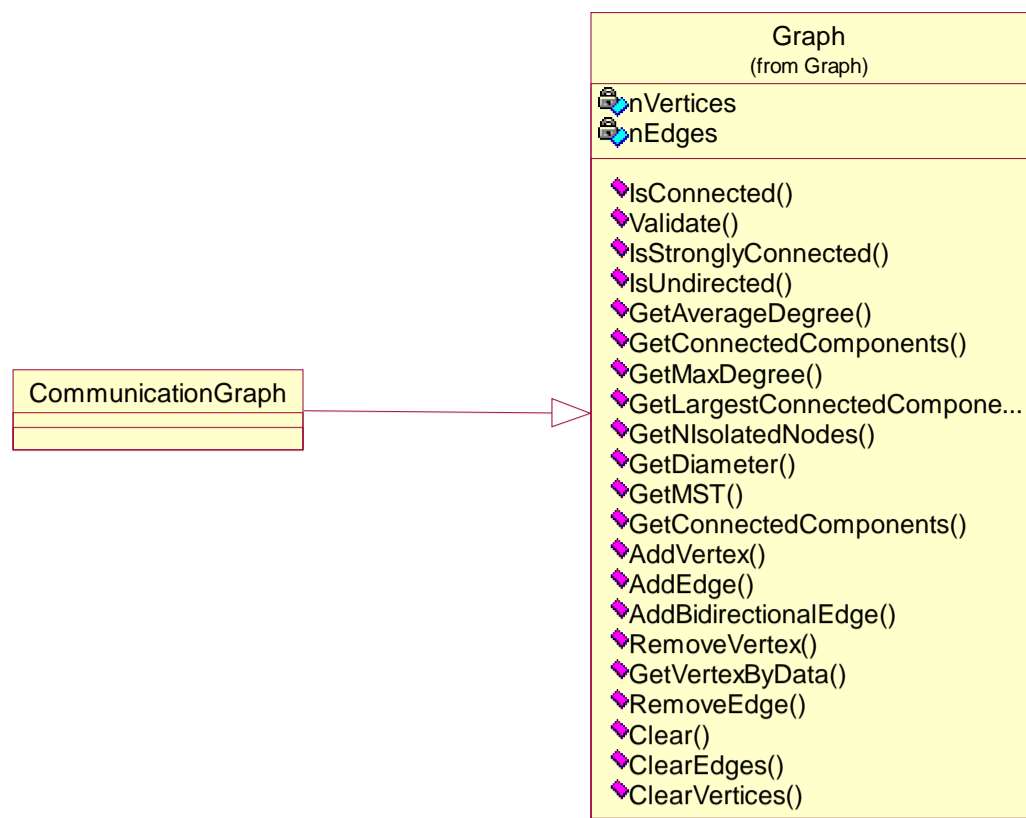 Graph
(from Graph)
nVertices
nEdges
IsConnected()
Validate()
IsStronglyConnected()
IsUndirected()
GetAverageDegree()
GetConnectedComponents()
CommunicationGraph
GetMaxDegree()
GetLargestConnectedCompone...
GetNIsolatedNodes()
GetDiameter()
GetMST()
GetConnectedComponents()
AddVertex()
AddEdge()
AddBidirectionalEdge()
RemoveVertex()
GetVertexByData()
RemoveEdge()
Clear()
ClearEdges()
ClearVertices()